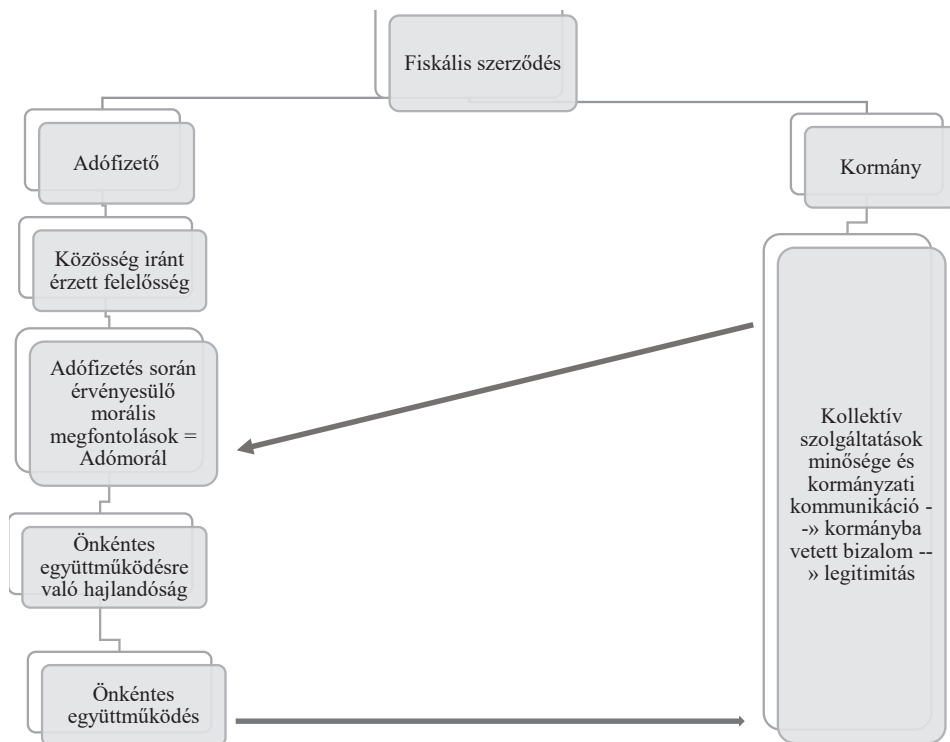 Fiskális szerződés
Adófizető
Kormány
Közösség iránt
érzett felelősség
Adófizetés során
érvényesülő
morális
megfontolások =
Adómorál
Önkéntes
együttműködésre
való hajlandóság
Önkéntes
együttműködés
Kollektív
szolgáltatások
minősége és
kormányzati
kommunikáció -
-» kormányba
vetett bizalom --
» legitimitás